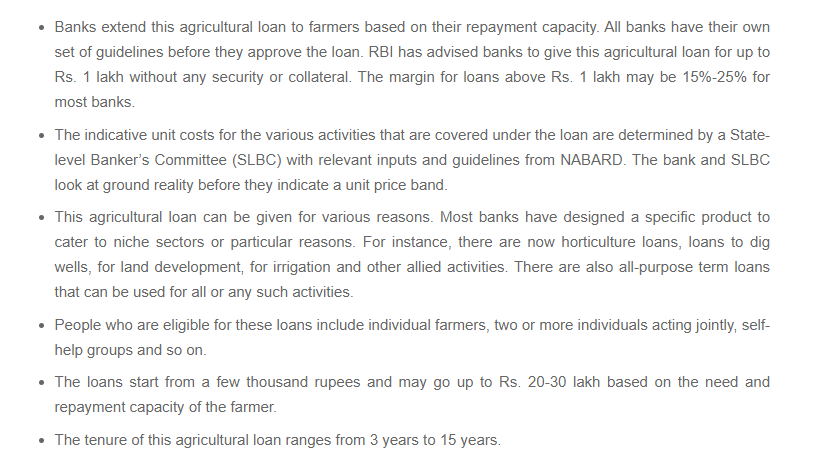 • Banks extend this agricultural loan to farmers based on their repayment capacity. All banks have their own
set of guidelines before they approve the loan. RBI has advised banks to give this agricultural loan for up to
Rs. 1 lakh without any security or collateral. The margin for loans above Rs. 1 lakh may be 15%-25% for
most banks.
• The indicative unit costs for the various activities that are covered under the loan are determined by a State-
level Banker's Committee (SLBC) with relevant inputs and guidelines from NABARD. The bank and SLBC
look at ground reality before they indicate a unit price band.
• This agricultural loan can be given for various reasons. Most banks have designed a specific product to
cater to niche sectors or particular reasons. For instance, there are now horticulture loans, loans to dig
wells, for land development, for irrigation and other allied activities. There are also all-purpose term loans
that can be used for all or any such activities.
• People who are eligible for these loans include individual farmers, two or more individuals acting jointly, self-
help groups and so on.
• The loans start from a few thousand rupees and may go up to Rs. 20-30 lakh based on the need and
repayment capacity of the farmer.
• The tenure of this agricultural loan ranges from 3 years to 15 years.